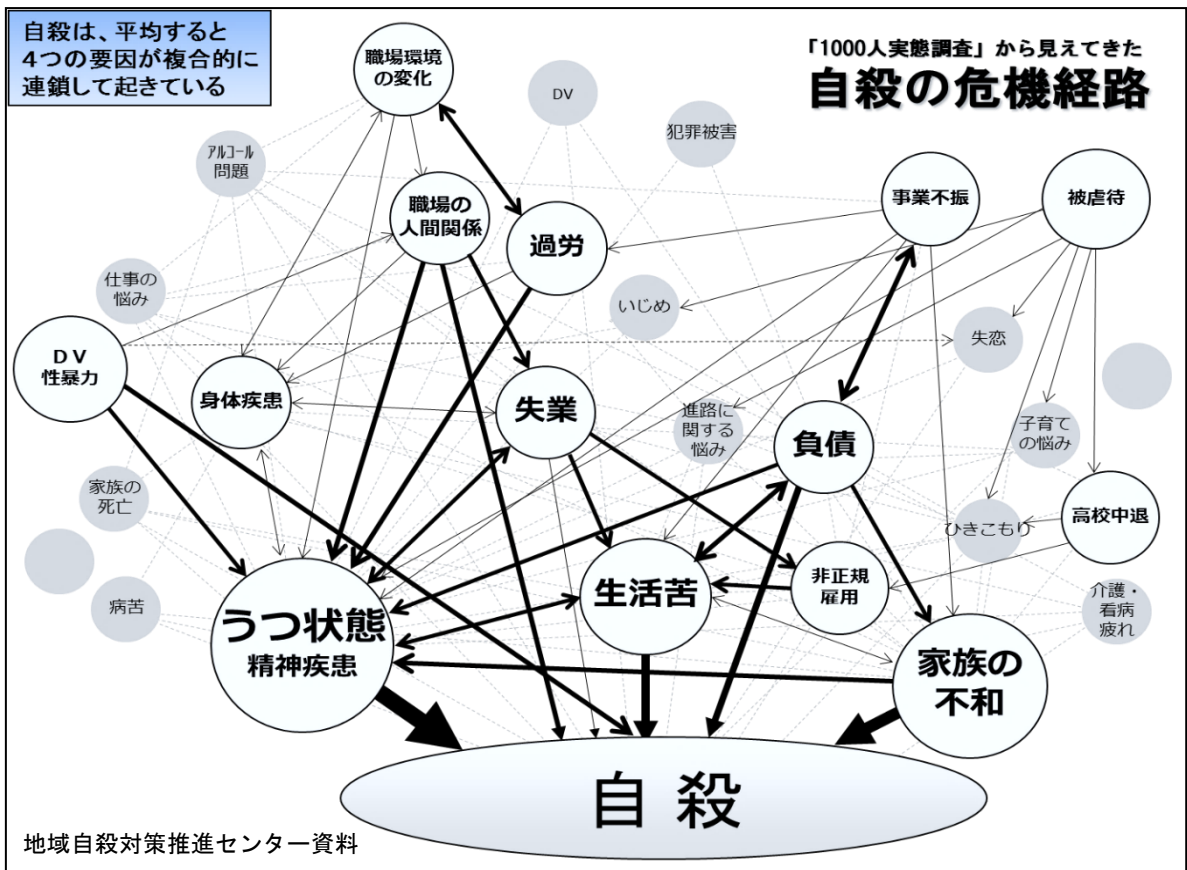 自殺は、平均すると
4つの要因が複合的に
連鎖して起きている
「1000人実態調査」から見えてきた
自殺の危機経路
職場環境
の変化
DV
犯罪被害
アルコール
問題
職場の
人間関係
過労
事業不振
被虐待
仕事の
悩み
いじめ
失恋
DV
性暴力
身体疾患
失業
進路に
関する
悩み
負債
子育て
の悩み
家族の
死亡
ひきこもり
高校中退
病苦
うつ状態
精神疾患
生活苦
非正規
雇用
介護・
看病
疲れ
家族の
不和
自殺
地域自殺対策推進センター資料